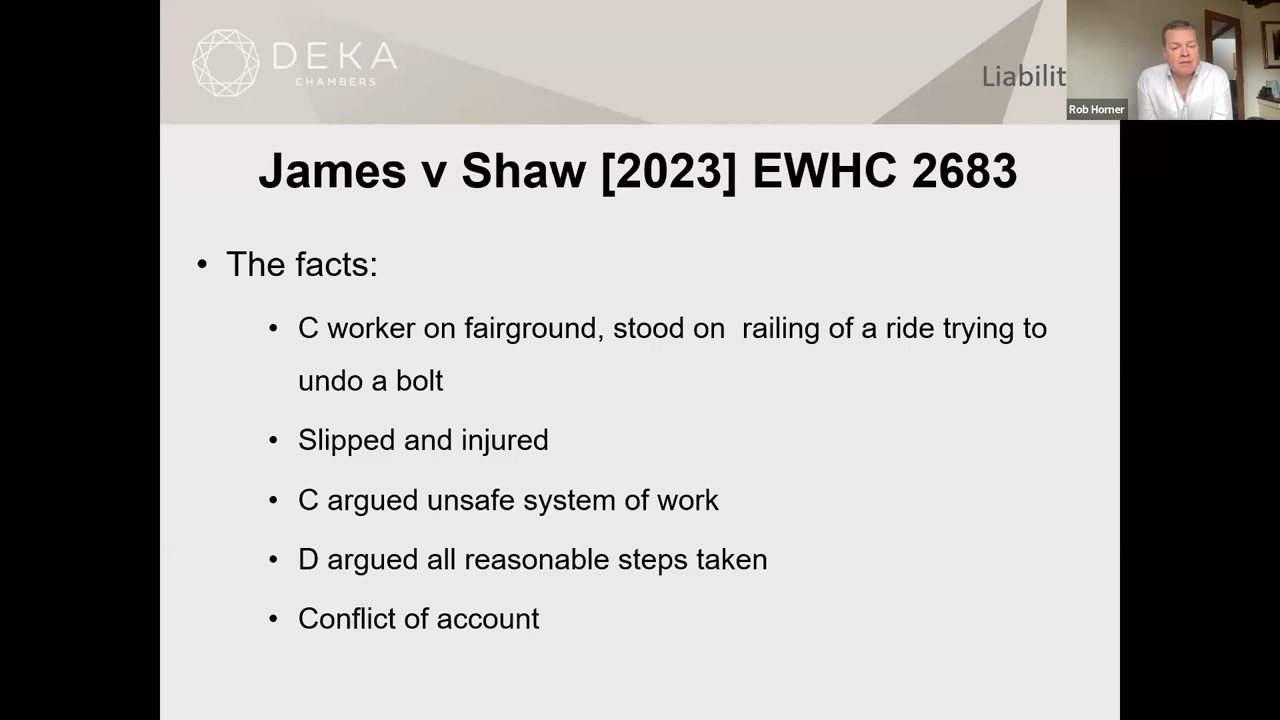 DEKA
CHAMBERS
Liabilit
Rob Horner
James v Shaw [2023] EWHC 2683
• The facts:
• C worker on fairground, stood on railing of a ride trying to
undo a bolt
• Slipped and injured
• C argued unsafe system of work
• D argued all reasonable steps taken
• Conflict of account